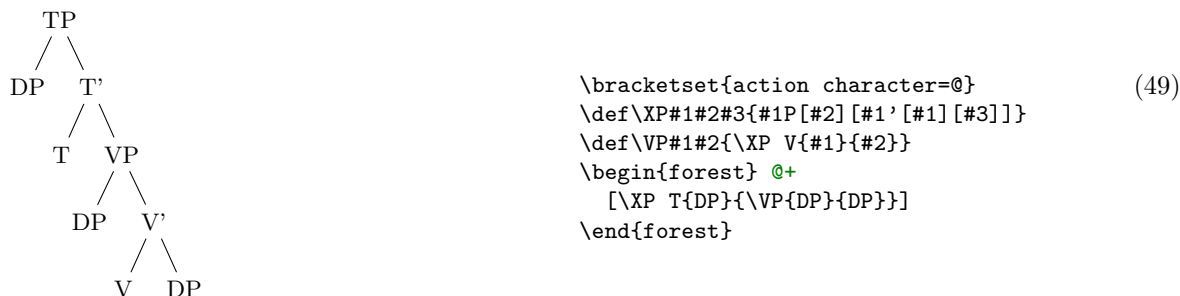 TP
DP T'
T VP
DP V'
V DP
\bracketset{action character=@}
\def\XP#1#2#3{#1P[#2][#1'[#1][#3]]}
\def\VP#1#2{\XP V{#1}{#2}}
\begin{forest} @+
[\XP T{DP}{\VP{DP}{DP}}]
\end{forest}
(49)